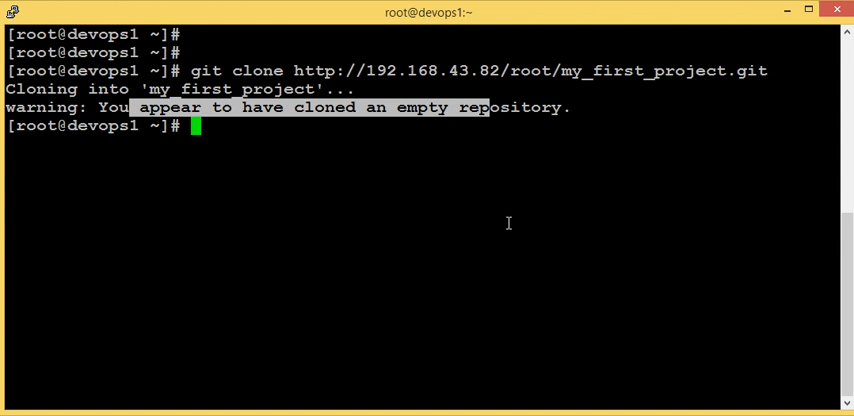 root@devops1:~
[root@devops1 ~]#
[root@devops1 ~]#
[root@devops1 ~]# git clone http://192.168.43.82/root/my_first_project.git
Cloning into 'my_first_project'...
warning: You appear to have cloned an empty repository.
[root@devops1 ~]#